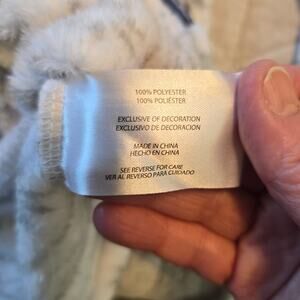 100% POLYESTER
100% POLIÉSTER
EXCLUSIVE OF DECORATION
EXCLUSIVO DE DECORACION
MADE IN CHINA
HECHO EN CHINA
SEE REVERSE FOR CARE
VER AL REVERSO PARA CUIDADO